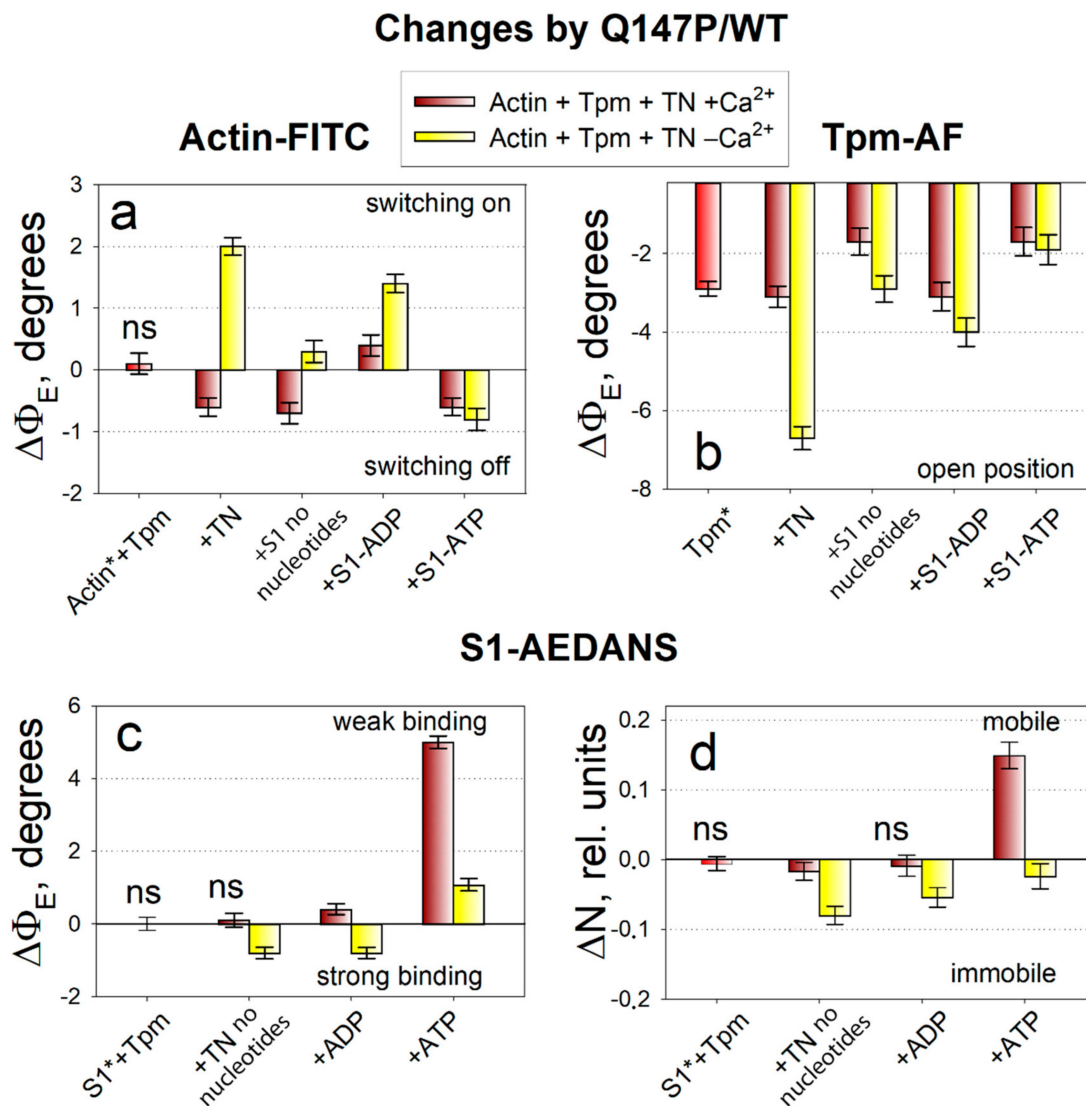 Changes by Q147P/WT
Actin + Tpm + TN +Ca²⁺
Actin + Tpm + TN –Ca²⁺
Actin-FITC
Tpm-AF
a
switching on
switching off
ns
ΔΦE, degrees
3
2
1
0
-1
-2
Actin*+Tpm
+TN
+S1 no
nucleotides
+S1-ADP
+S1-ATP
b
open position
ΔΦE, degrees
-2
-4
-6
-8
Tpm*
+TN
+S1 no
nucleotides
+S1-ADP
+S1-ATP
S1-AEDANS
c
weak binding
strong binding
ns
ns
ΔΦE, degrees
6
4
2
0
-2
S1*+Tpm
+TN no
nucleotides
+ADP
+ATP
d
mobile
immobile
ns
ns
ΔN, rel. units
0.2
0.1
0.0
-0.1
-0.2
S1*+Tpm
+TN no
nucleotides
+ADP
+ATP